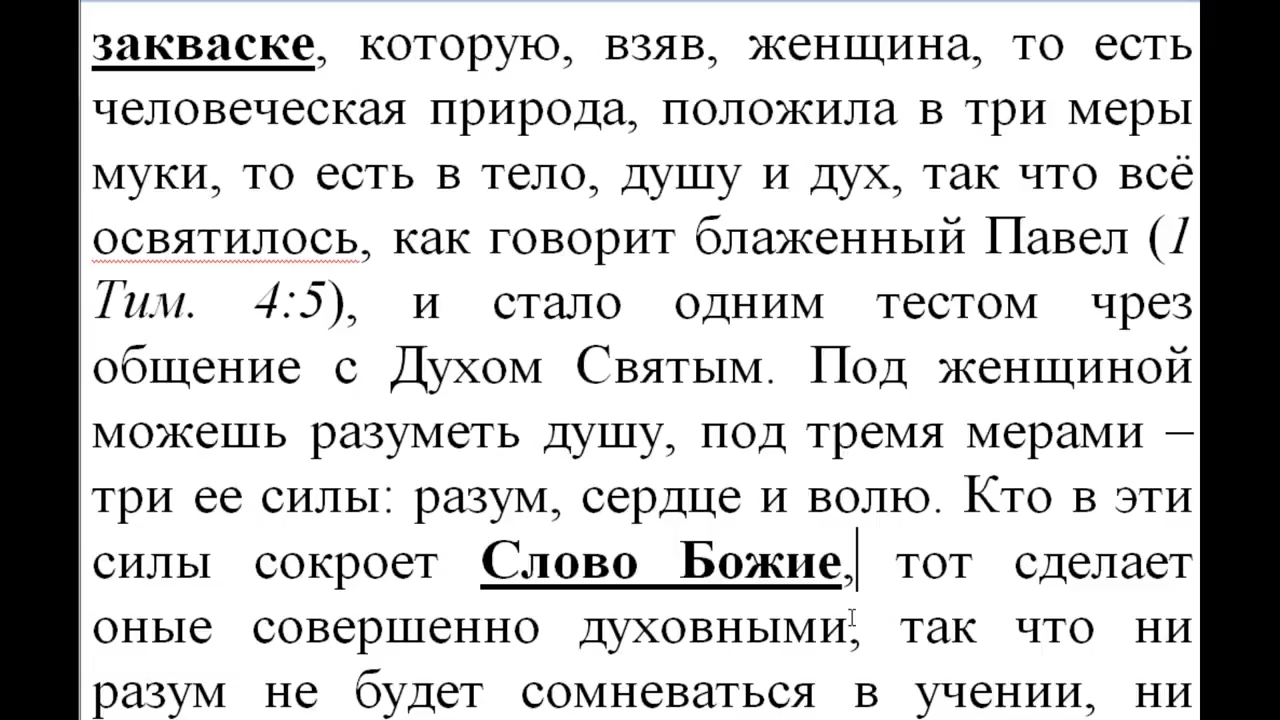 закваске, которую, взяв, женщина, то есть
человеческая природа, положила в три меры
муки, то есть в тело, душу и дух, так что всё
освятилось, как говорит блаженный Павел (1
Тим. 4:5), и стало одним тестом чрез
общение с Духом Святым. Под женщиной
можешь разуметь душу, под тремя мерами –
три ее силы: разум, сердце и волю. Кто в эти
силы сокроет Слово Божие, тот сделает
оные совершенно духовными, так что ни
разум не будет сомневаться в учении, ни